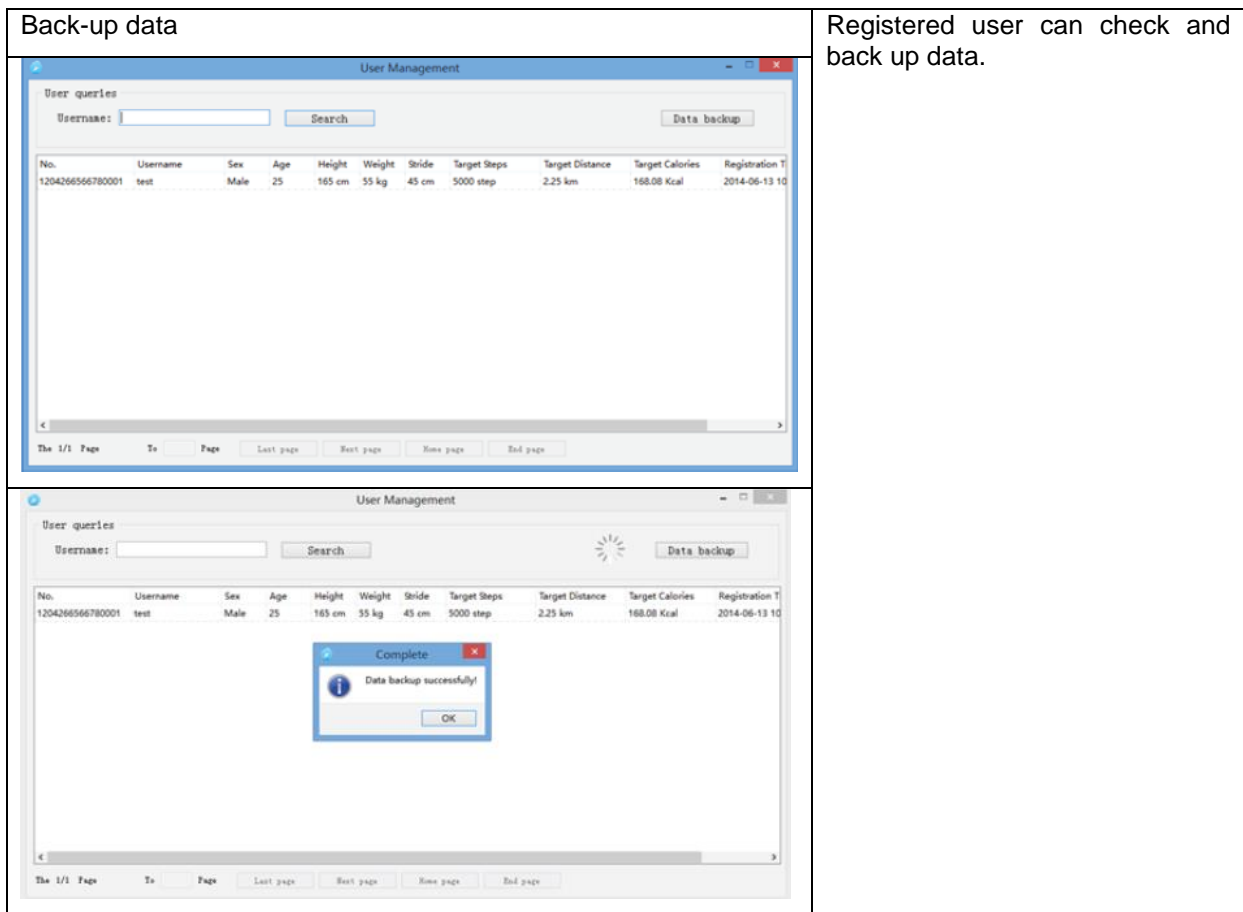 Back-up data
Registered user can check and
back up data.
User Management
User queries
Username:
Search
Data backup
No. Username Sex Age Height Weight Stride Target Steps Target Distance Target Calories Registration T
1204266566780001 test Male 25 165 cm 55 kg 45 cm 5000 step 2.25 km 168.08 Kcal 2014-06-13 10
The 1/1 Page To Page Last page Next page Home page End page
User Management
User queries
Username:
Search
Data backup
No. Username Sex Age Height Weight Stride Target Steps Target Distance Target Calories Registration T
1204266566780001 test Male 25 165 cm 55 kg 45 cm 5000 step 2.25 km 168.08 Kcal 2014-06-13 10
Complete
Data backup successfully!
OK
The 1/1 Page To Page Last page Next page Home page End page